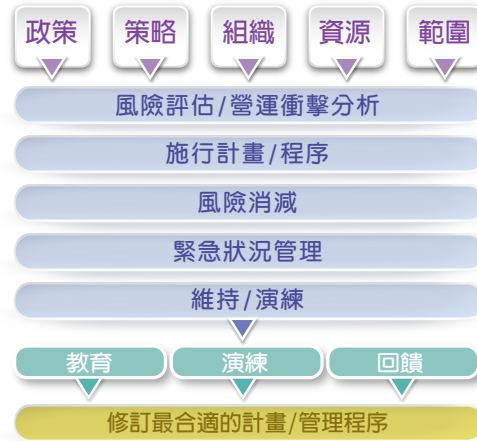 政策 策略 組織 資源 範圍
風險評估/營運衝擊分析
施行計畫/程序
風險消減
緊急狀況管理
維持/演練
教育 演練 回饋
修訂最合適的計畫/管理程序